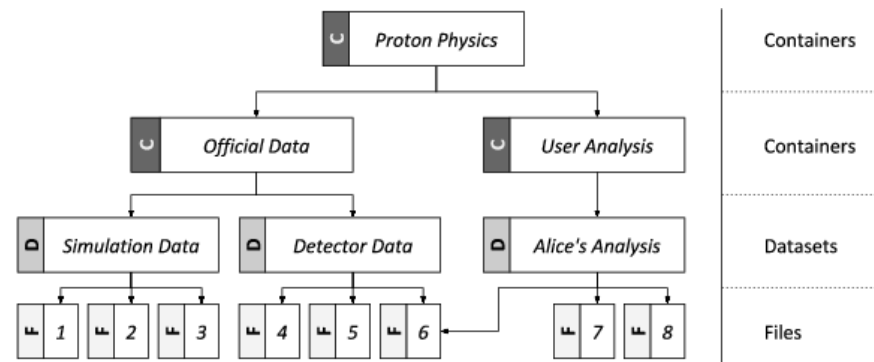 C Proton Physics Containers
C Official Data C User Analysis Containers
D Simulation Data D Detector Data D Alice's Analysis Datasets
F 1 F 2 F 3 F 4 F 5 F 6 F 7 F 8 Files